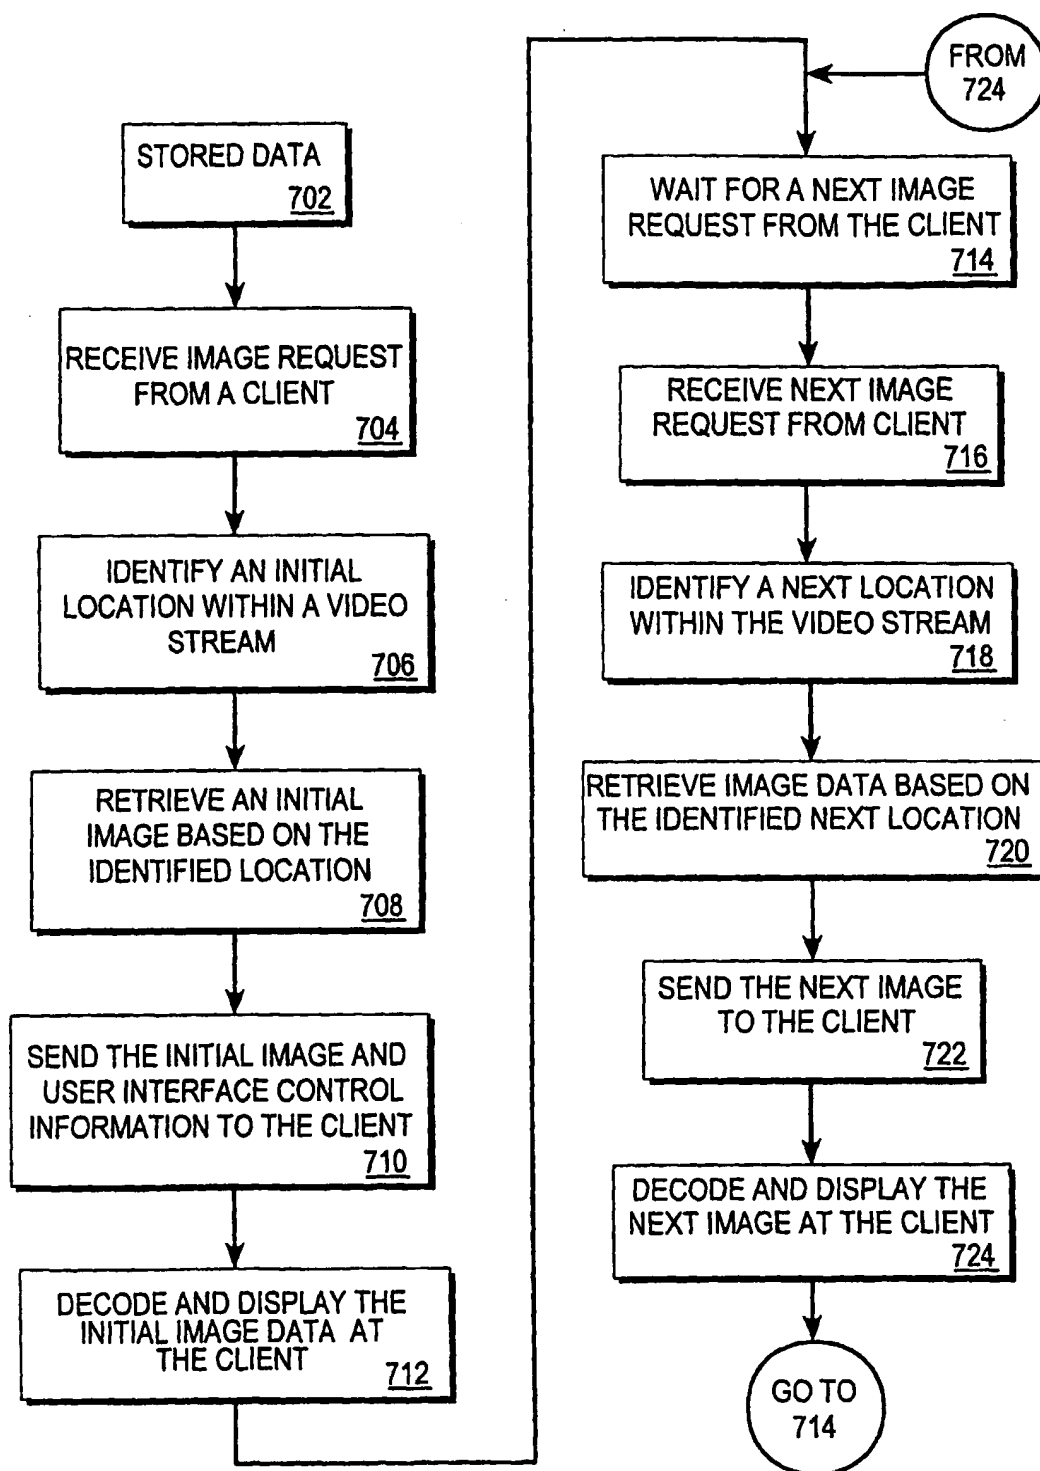 STORED DATA
702
RECEIVE IMAGE REQUEST
FROM A CLIENT
704
IDENTIFY AN INITIAL
LOCATION WITHIN A VIDEO
STREAM
706
RETRIEVE AN INITIAL
IMAGE BASED ON THE
IDENTIFIED LOCATION
708
SEND THE INITIAL IMAGE AND
USER INTERFACE CONTROL
INFORMATION TO THE CLIENT
710
DECODE AND DISPLAY THE
INITIAL IMAGE DATA AT
THE CLIENT
712
FROM
724
WAIT FOR A NEXT IMAGE
REQUEST FROM THE CLIENT
714
RECEIVE NEXT IMAGE
REQUEST FROM CLIENT
716
IDENTIFY A NEXT LOCATION
WITHIN THE VIDEO STREAM
718
RETRIEVE IMAGE DATA BASED ON
THE IDENTIFIED NEXT LOCATION
720
SEND THE NEXT IMAGE
TO THE CLIENT
722
DECODE AND DISPLAY THE
NEXT IMAGE AT THE CLIENT
724
GO TO
714